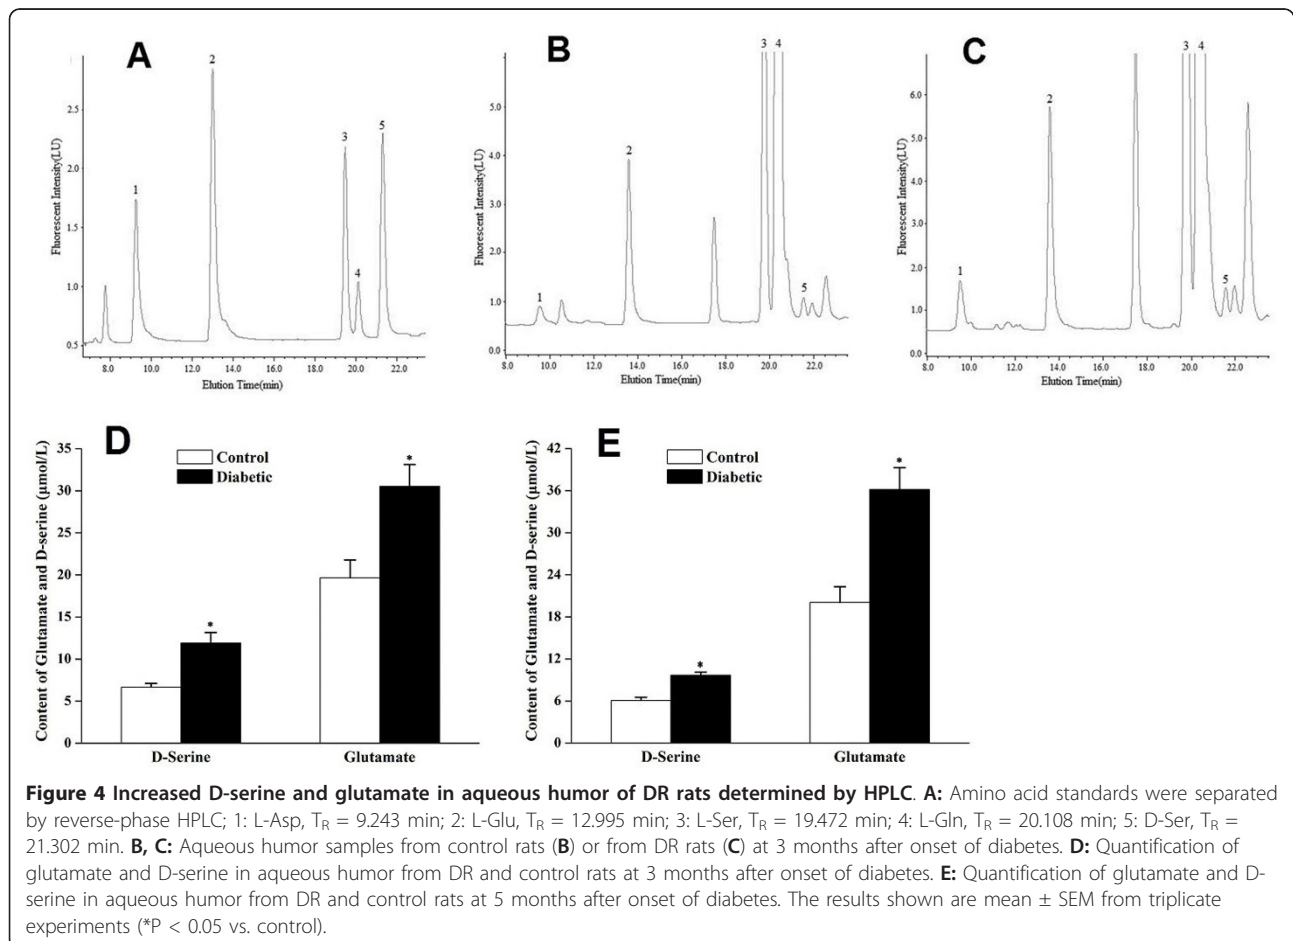 A
B
C
2
3
5
1
4
2.5
2.0
1.5
1.0
0.5
Fluorescent Intensity(LU)
8.0 10.0 12.0 14.0 16.0 18.0 20.0 22.0
Elution Time(min)
3 4
2
1
5
5.0
4.0
3.0
2.0
1.0
0.0
Fluorescent Intensity(LU)
8.0 10.0 12.0 14.0 16.0 18.0 20.0 22.0
Elution Time(min)
3 4
2
1
5
6.0
5.0
4.0
3.0
2.0
1.0
0.0
Fluorescent Intensity(LU)
8.0 10.0 12.0 14.0 16.0 18.0 20.0 22.0
Elution Time(min)
D
Control
Diabetic
*
*
35
30
25
20
15
10
5
0
Content of Glutamate and D-serine (μmol/L)
D-Serine Glutamate
E
Control
Diabetic
*
*
42
36
30
24
18
12
6
0
Content of Glutamate and D-serine (μmol/L)
D-Serine Glutamate
Figure 4 Increased D-serine and glutamate in aqueous humor of DR rats determined by HPLC. A: Amino acid standards were separated
by reverse-phase HPLC; 1: L-Asp, TR = 9.243 min; 2: L-Glu, TR = 12.995 min; 3: L-Ser, TR = 19.472 min; 4: L-Gln, TR = 20.108 min; 5: D-Ser, TR =
21.302 min. B, C: Aqueous humor samples from control rats (B) or from DR rats (C) at 3 months after onset of diabetes. D: Quantification of
glutamate and D-serine in aqueous humor from DR and control rats at 3 months after onset of diabetes. E: Quantification of glutamate and D-
serine in aqueous humor from DR and control rats at 5 months after onset of diabetes. The results shown are mean ± SEM from triplicate
experiments (*P < 0.05 vs. control).